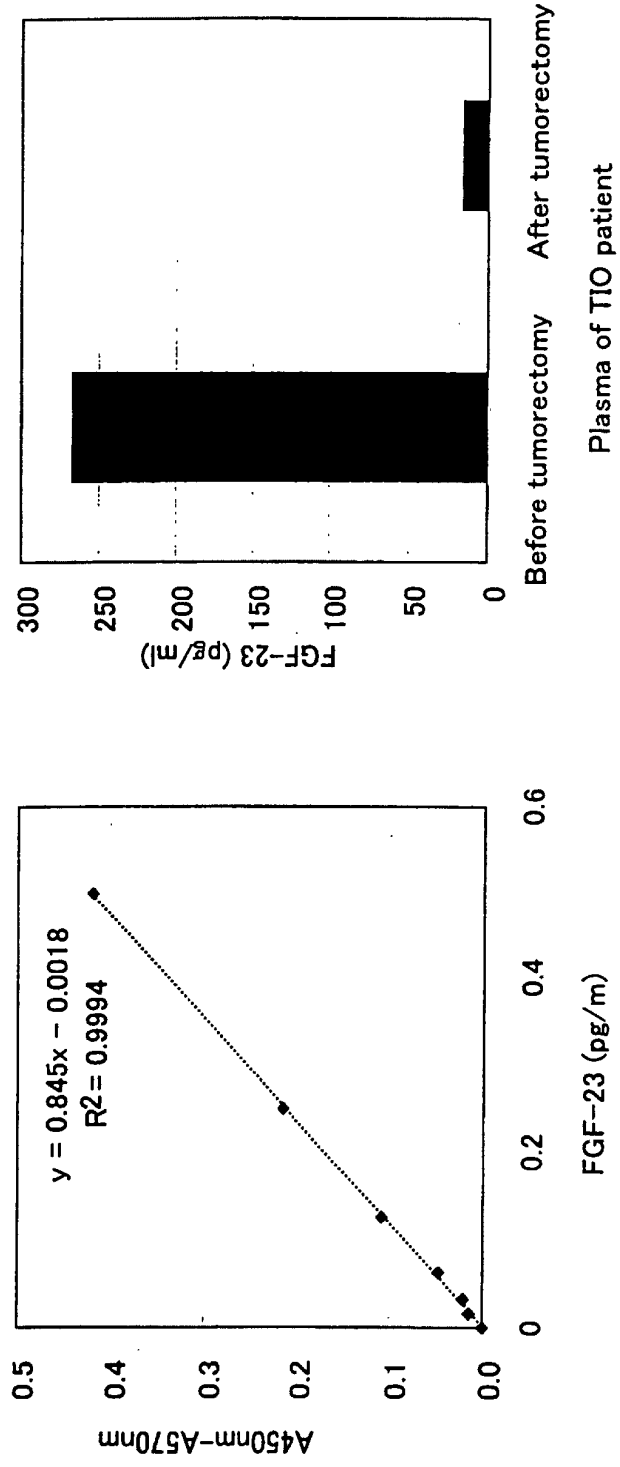 0.5
0.4
0.3
0.2
0.1
0.0
A450nm-A570nm
y = 0.845x - 0.0018
R2 = 0.9994
0
0.2
0.4
0.6
FGF-23 (pg/m)
300
250
200
150
100
50
0
FGF-23 (pg/ml)
Before tumorectomy
After tumorectomy
Plasma of TIO patient